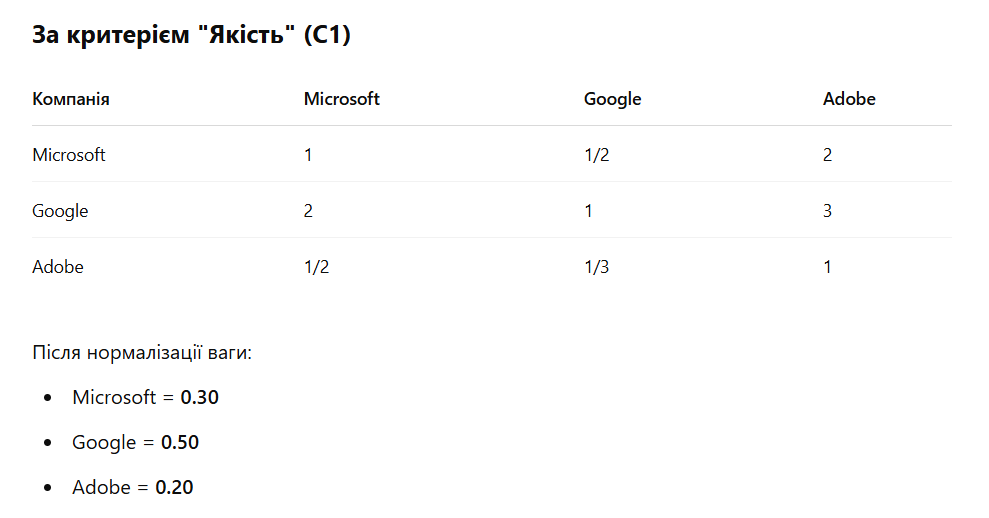 За критерієм "Якість" (C1)
Компанія Microsoft Google Adobe
Microsoft 1 1/2 2
Google 2 1 3
Adobe 1/2 1/3 1
Після нормалізації ваги:
• Microsoft = 0.30
• Google = 0.50
• Adobe = 0.20